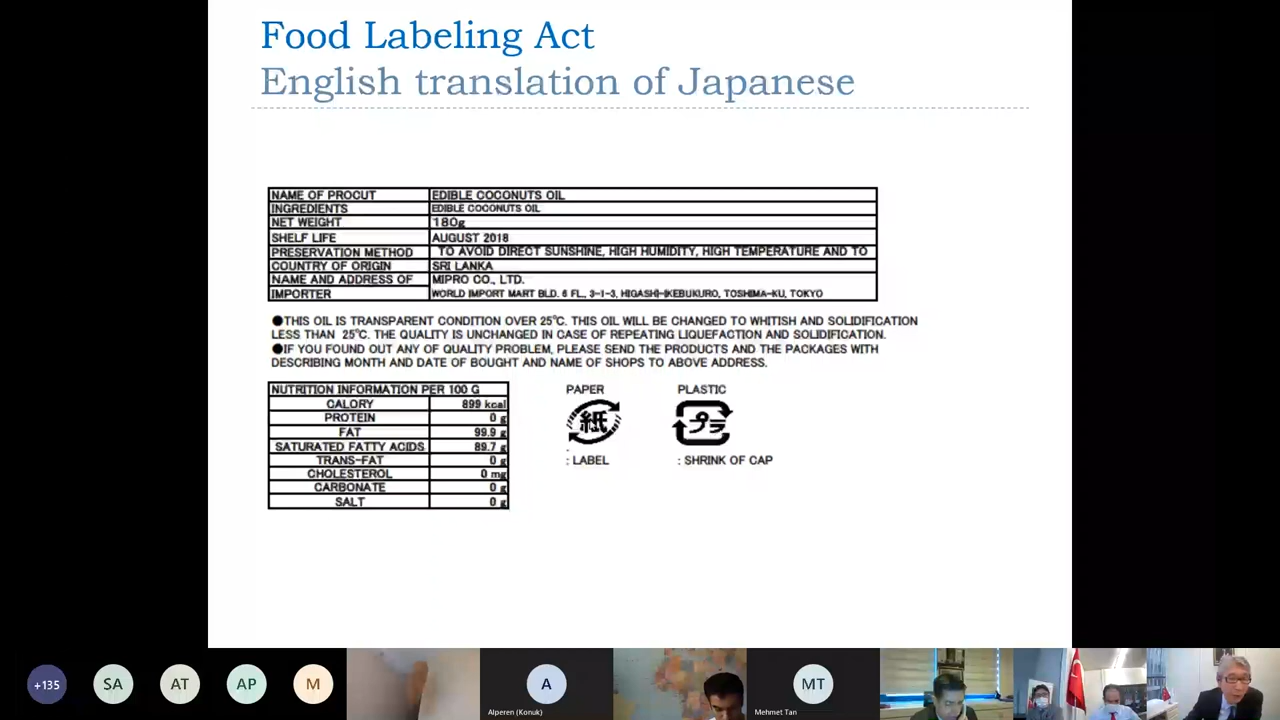 Food Labeling Act
English translation of Japanese
NAME OF PROCUT EDIBLE COCONUTS OIL
INGREDIENTS EDIBLE COCONUTS OIL
NET WEIGHT 180g
SHELF LIFE AUGUST 2018
PRESERVATION METHOD TO AVOID DIRECT SUNSHINE, HIGH HUMIDITY, HIGH TEMPERATURE AND TO
COUNTRY OF ORIGIN SRI LANKA
NAME AND ADDRESS OF MIPRO CO., LTD.
IMPORTER WORLD IMPORT MART BLD. 6 FL., 3-1-3, HIGASHI-IKEBUKURO, TOSHIMA-KU, TOKYO
●THIS OIL IS TRANSPARENT CONDITION OVER 25℃. THIS OIL WILL BE CHANGED TO WHITISH AND SOLIDIFICATION
LESS THAN 25℃. THE QUALITY IS UNCHANGED IN CASE OF REPEATING LIQUEFACTION AND SOLIDIFICATION.
●IF YOU FOUND OUT ANY OF QUALITY PROBLEM, PLEASE SEND THE PRODUCTS AND THE PACKAGES WITH
DESCRIBING MONTH AND DATE OF BOUGHT AND NAME OF SHOPS TO ABOVE ADDRESS.
NUTRITION INFORMATION PER 100 G
CALORY 899 kcal
PROTEIN 0 g
FAT 99.9 g
SATURATED FATTY ACIDS 89.7 g
TRANS-FAT 0 g
CHOLESTEROL 0 mg
CARBONATE 0 g
SALT 0 g
PAPER PLASTIC
紙 プラ
: LABEL : SHRINK OF CAP
+135 SA AT AP M A MT
Alperen (Konuk) Mehmet Tan